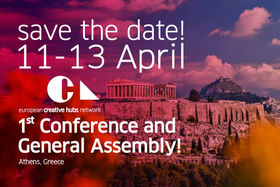 save the date!
11-13 April
european creative hubs network
1st Conference and
General Assembly!
Athens, Greece